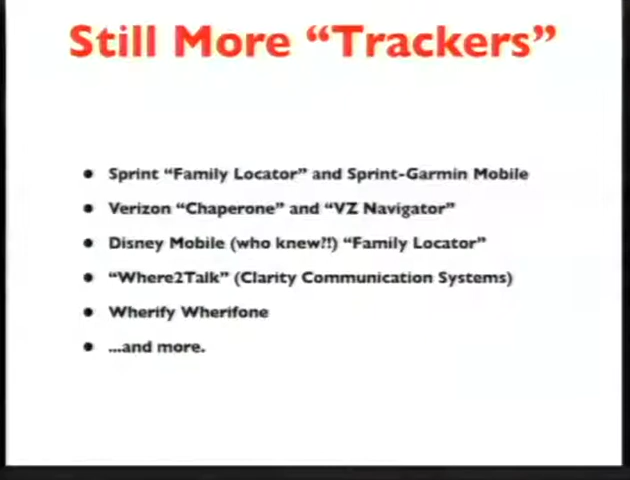 Still More “Trackers”
• Sprint “Family Locator” and Sprint-Garmin Mobile
• Verizon “Chaperone” and “VZ Navigator”
• Disney Mobile (who knew?!) “Family Locator”
• “Where2Talk” (Clarity Communication Systems)
• Wherify Wherifone
• ...and more.